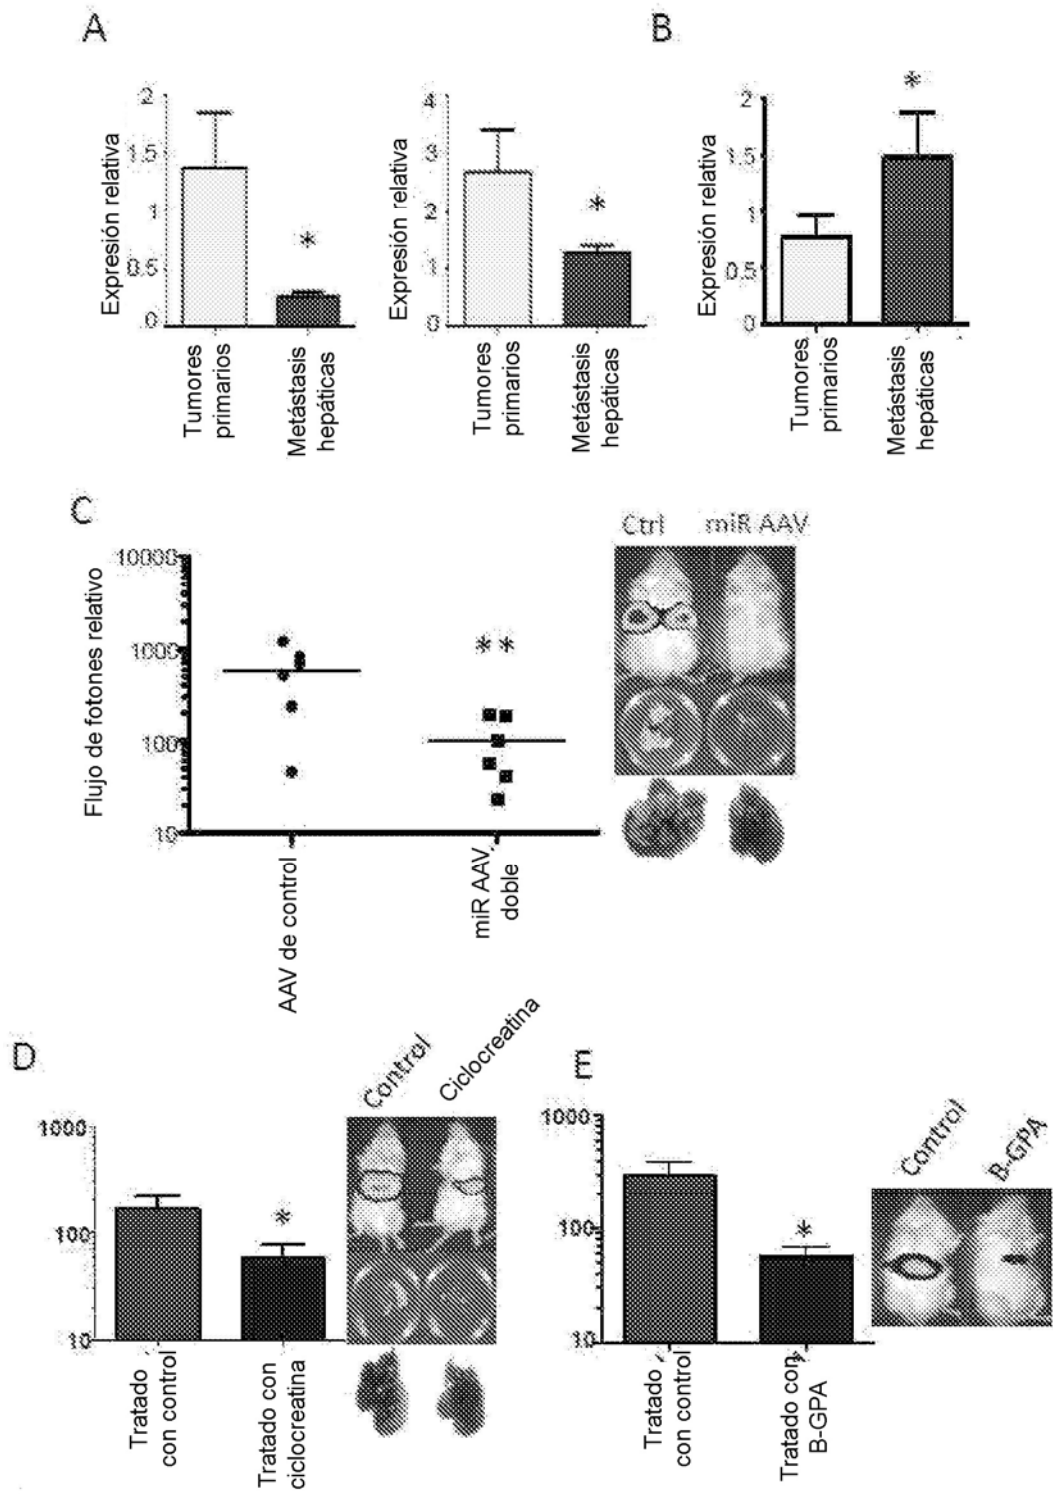 A
B
2
1.5
1
0.5
0
Expresión relativa
Tumores
primarios
*
Metástasis
hepáticas
4
3
2
1
0
Expresión relativa
Tumores
primarios
*
Metástasis
hepáticas
2
1.5
1
0.5
0
Expresión relativa
Tumores
primarios
*
Metástasis
hepáticas
C
10000
1000
100
10
Flujo de fotones relativo
**
AAV de control
miR AAV
doble
Ctrl miR AAV
D
1000
100
10
*
Tratado
con control
Tratado con
ciclocreatina
Control
Ciclocreatina
E
1000
100
10
*
Tratado
con control
Tratado con
B-GPA
Control
B-GPA